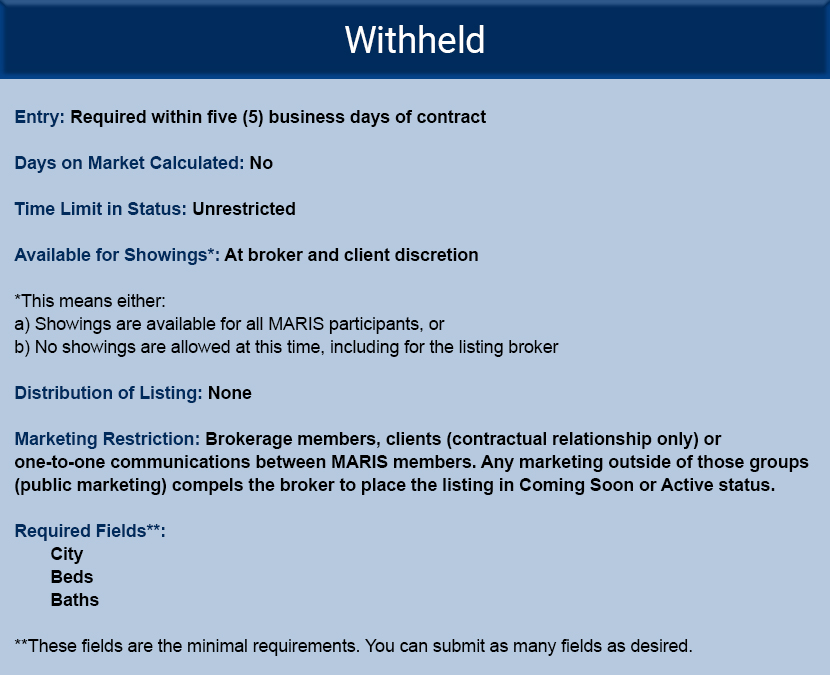 Withheld
Entry: Required within five (5) business days of contract
Days on Market Calculated: No
Time Limit in Status: Unrestricted
Available for Showings*: At broker and client discretion
*This means either:
a) Showings are available for all MARIS participants, or
b) No showings are allowed at this time, including for the listing broker
Distribution of Listing: None
Marketing Restriction: Brokerage members, clients (contractual relationship only) or
one-to-one communications between MARIS members. Any marketing outside of those groups
(public marketing) compels the broker to place the listing in Coming Soon or Active status.
Required Fields**:
City
Beds
Baths
**These fields are the minimal requirements. You can submit as many fields as desired.